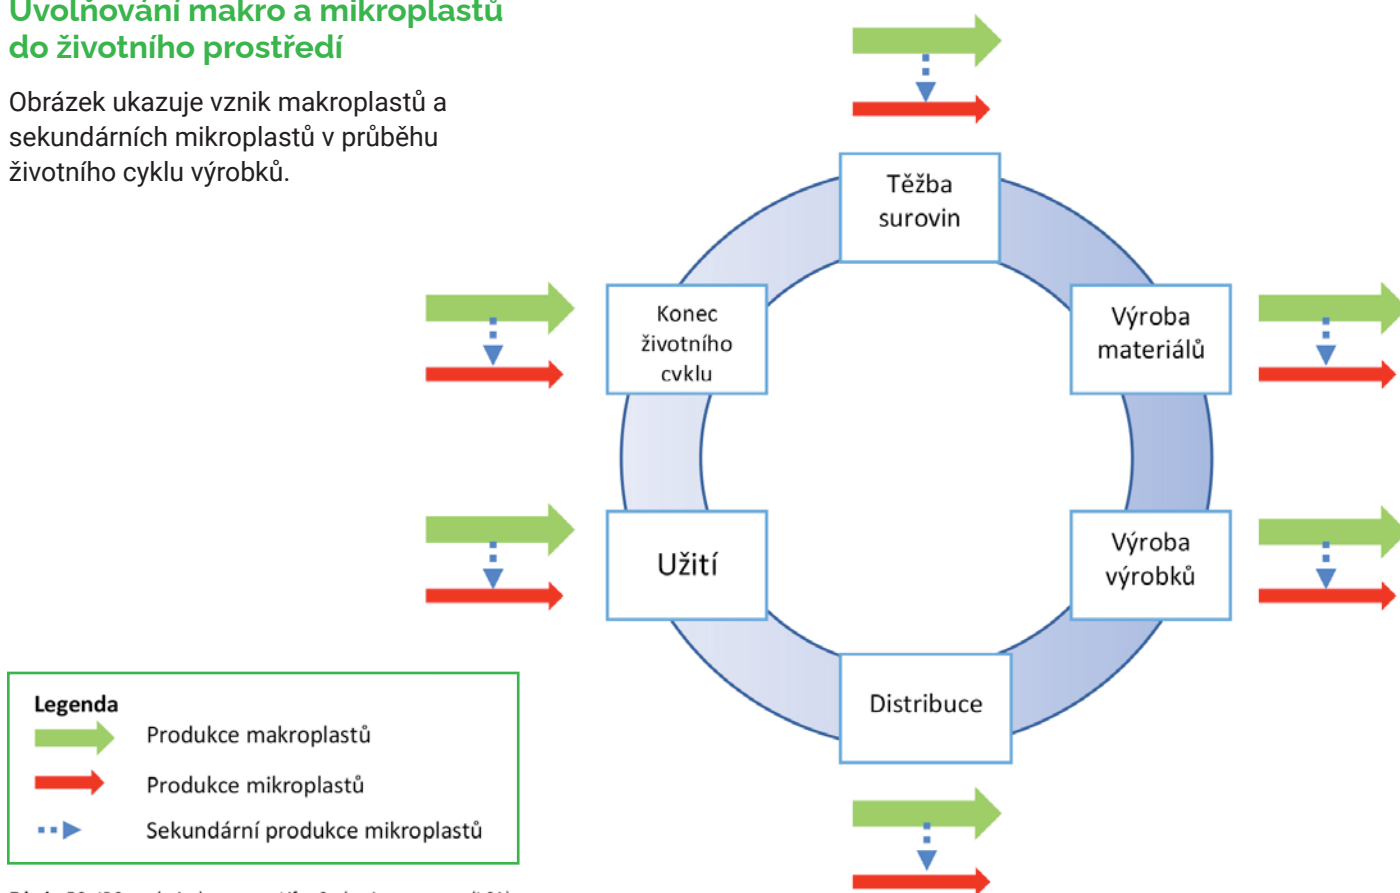 Uvolňování makro a mikroplastů
do životního prostředí
Obrázek ukazuje vznik makroplastů a
sekundárních mikroplastů v průběhu
životního cyklu výrobků.
Těžba
surovin
Konec
životního
cyklu
Výroba
materiálů
Užití
Výroba
výrobků
Distribuce
Legenda
Produkce makroplastů
Produkce mikroplastů
Sekundární produkce mikroplastů